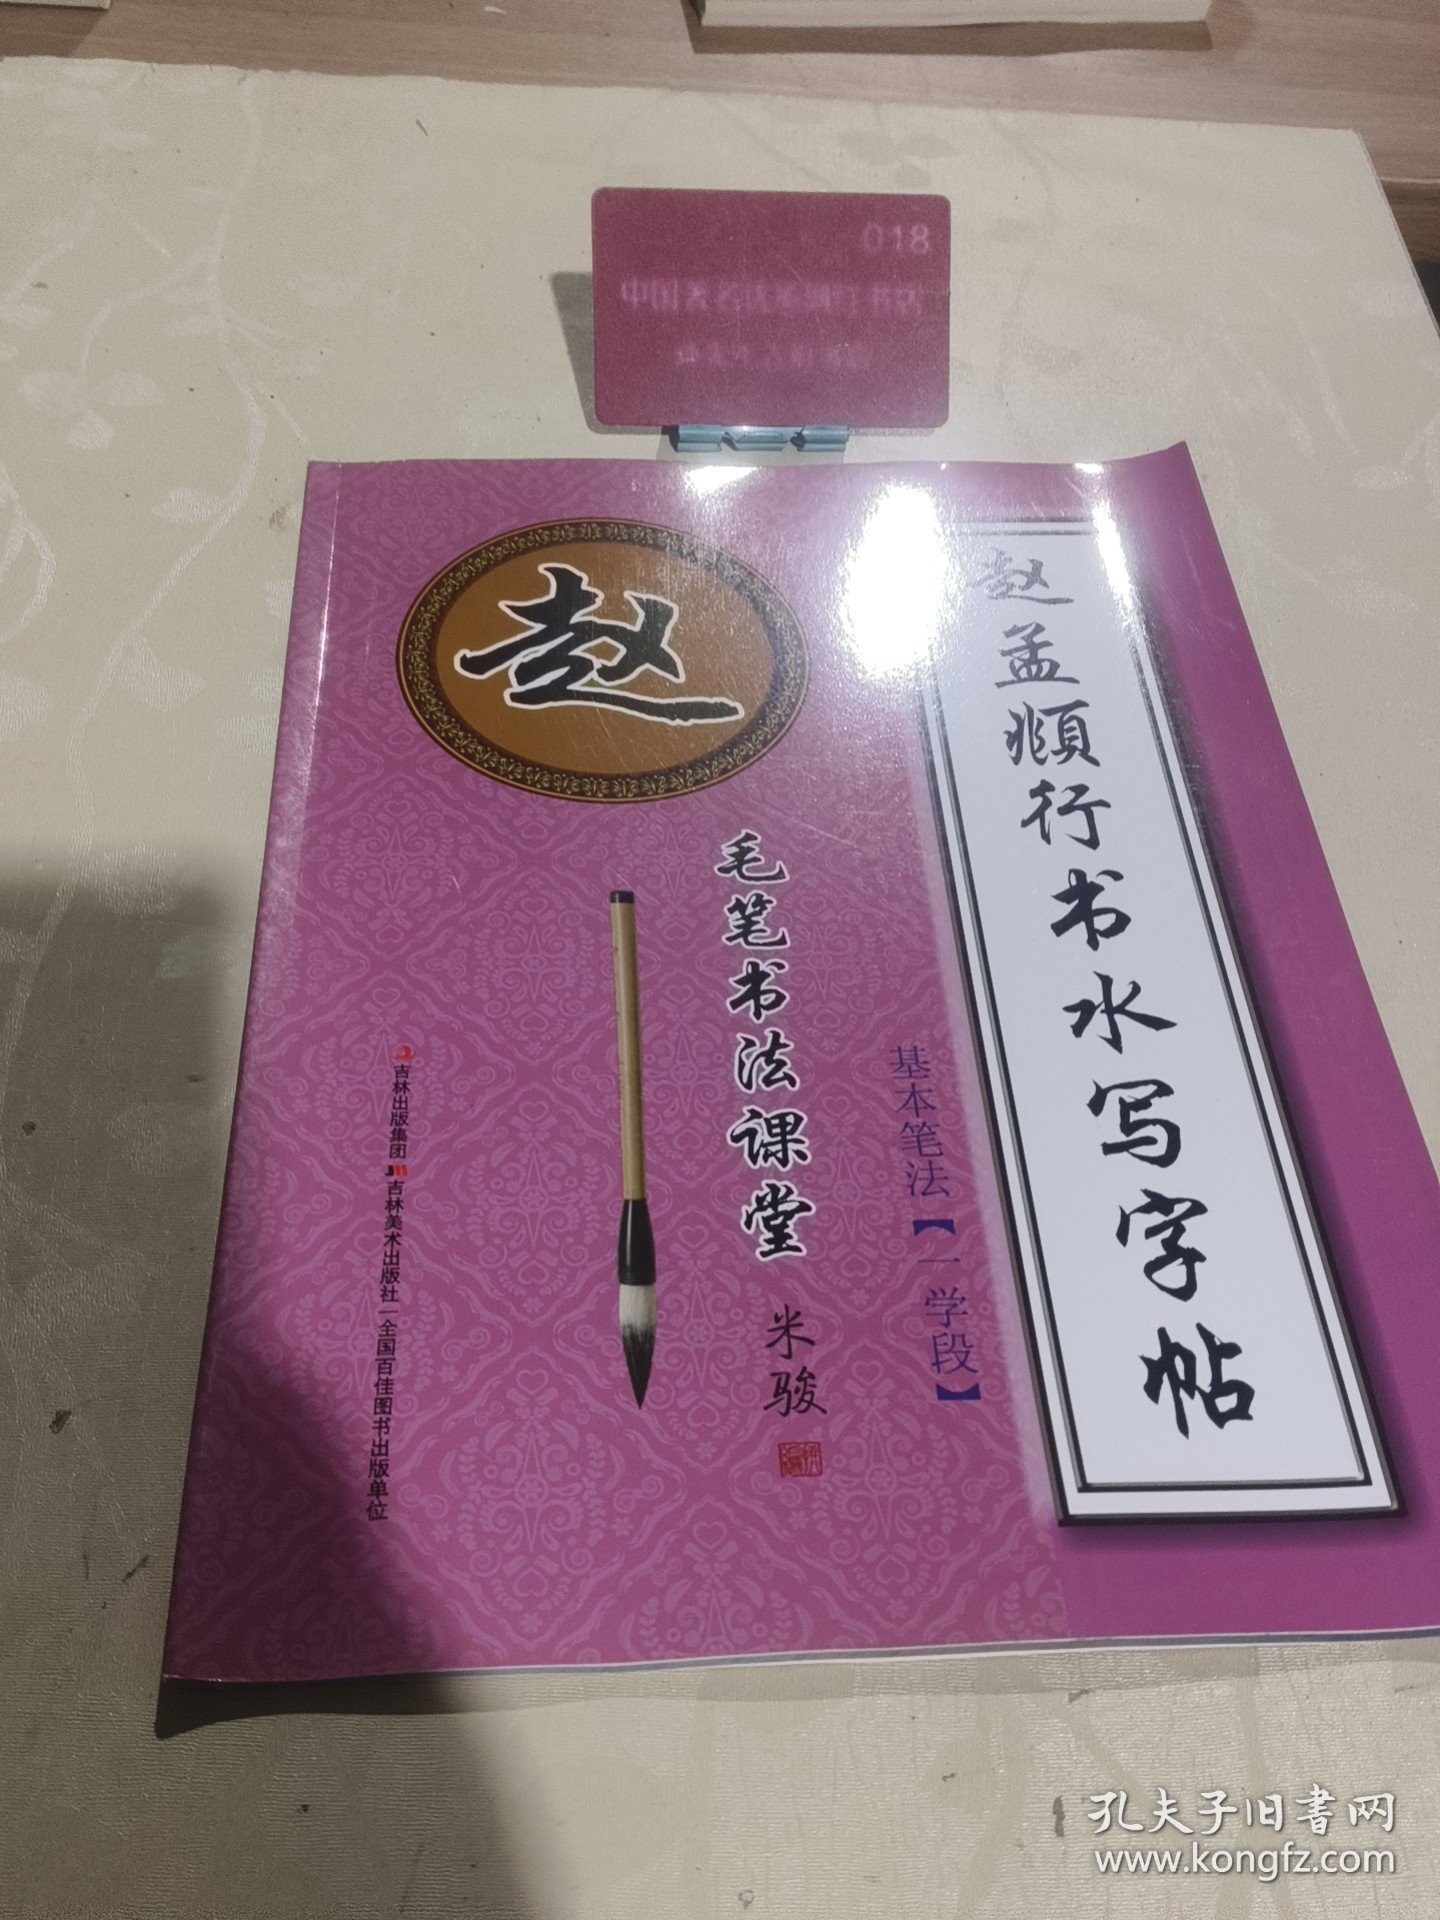 018
赵
赵孟頫行书水写字帖
基本笔法【一学段】
毛笔书法课堂
米骏
吉林出版集团 吉林美术出版社|全国百佳图书出版单位
孔夫子旧书网
www.kongfz.com